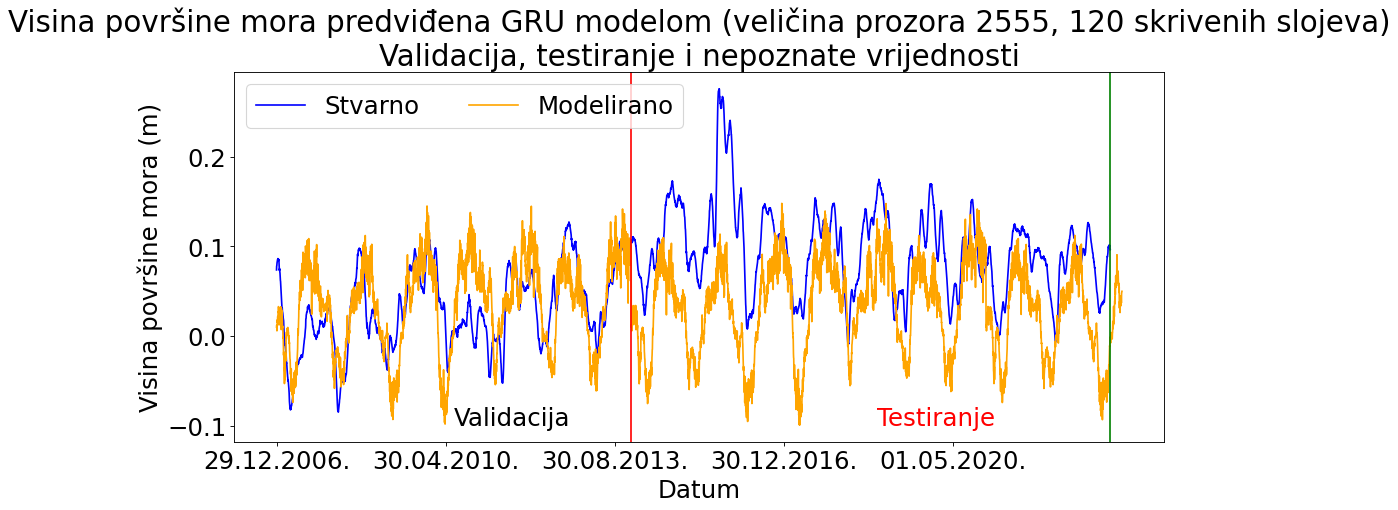 Visina površine mora predviđena GRU modelom (veličina prozora 2555, 120 skrivenih slojeva)
Validacija, testiranje i nepoznate vrijednosti
Stvarno
Modelirano
Visina površine mora (m)
0.2
0.1
0.0
−0.1
Validacija
Testiranje
29.12.2006.
30.04.2010.
30.08.2013.
30.12.2016.
01.05.2020.
Datum